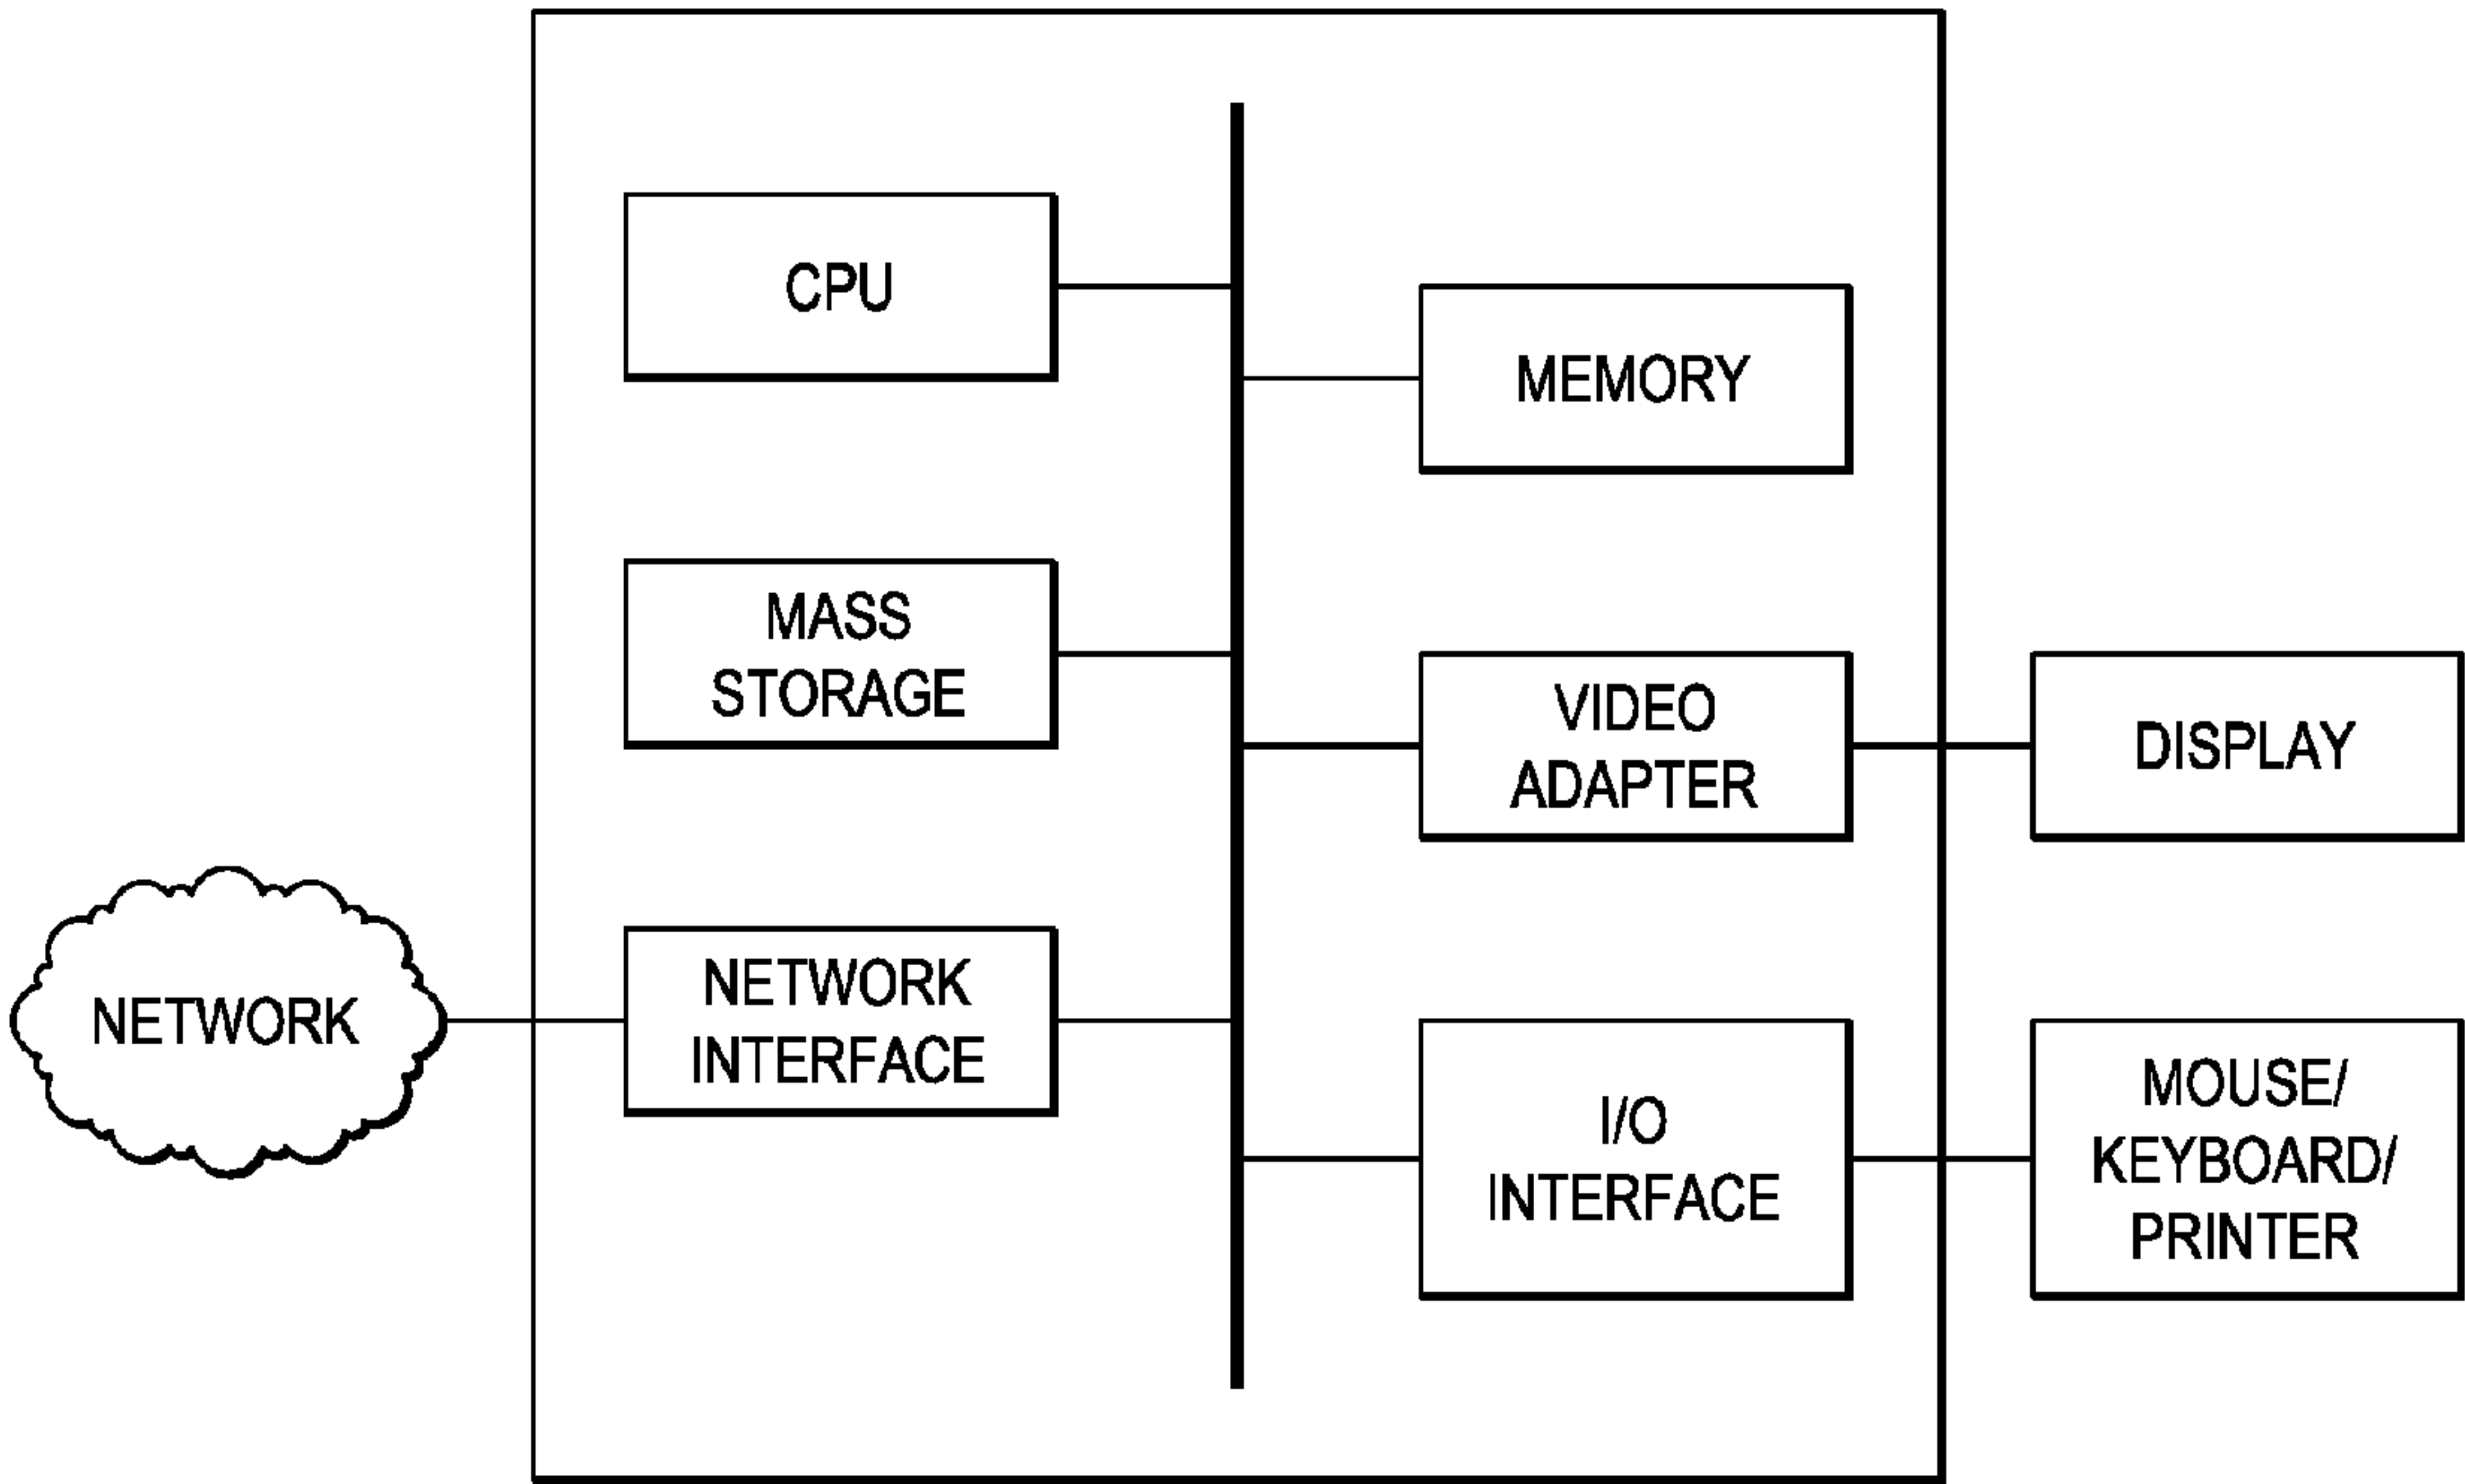 CPU
MEMORY
MASS
STORAGE
VIDEO
ADAPTER
DISPLAY
NETWORK
NETWORK
INTERFACE
I/O
INTERFACE
MOUSE/
KEYBOARD/
PRINTER